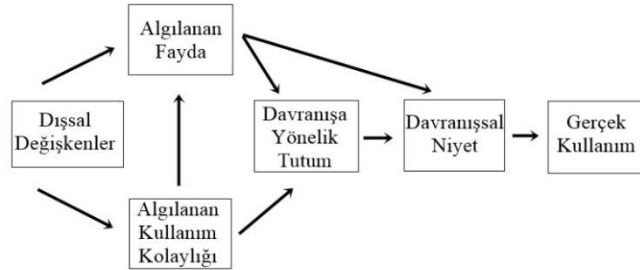 Algılanan
Fayda
Dışsal
Değişkenler
Davranışa
Yönelik
Tutum
Davranışsal
Niyet
Gerçek
Kullanım
Algılanan
Kullanım
Kolaylığı